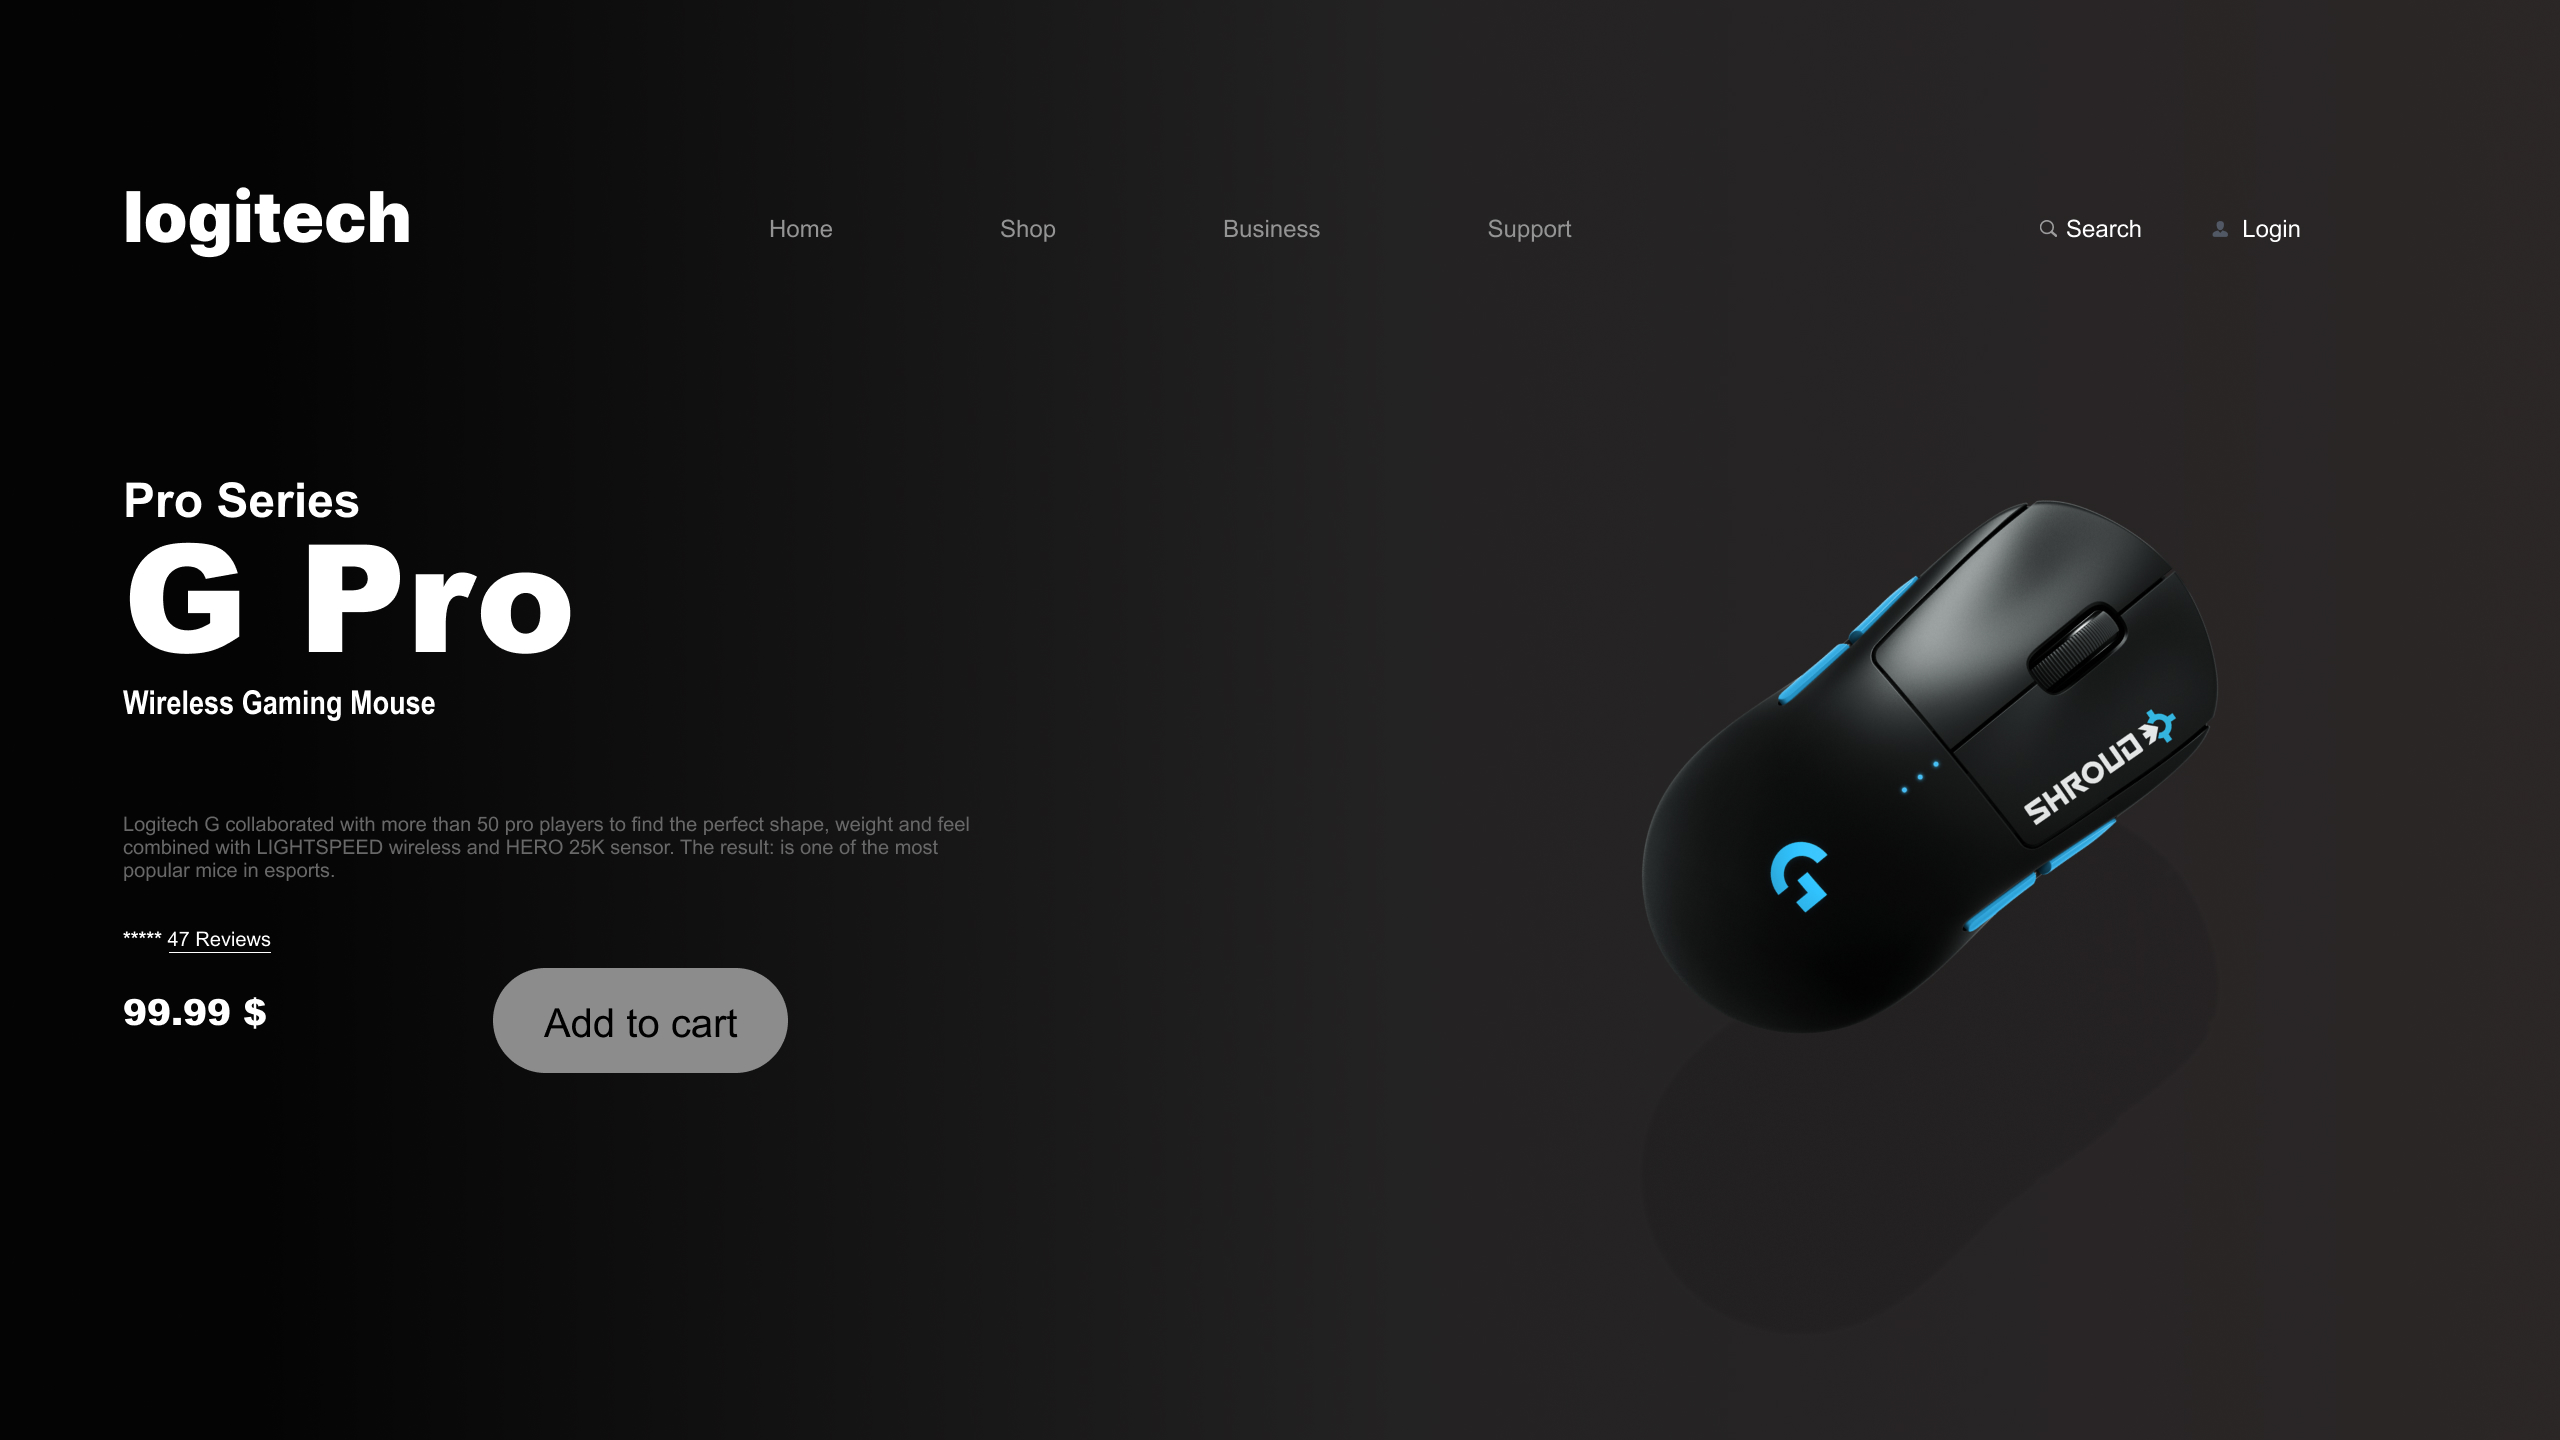 logitech
Home
Shop
Business
Support
Search
Login
Pro Series
G Pro
Wireless Gaming Mouse
Logitech G collaborated with more than 50 pro players to find the perfect shape, weight and feel
combined with LIGHTSPEED wireless and HERO 25K sensor. The result: is one of the most
popular mice in esports.
***** 47 Reviews
99.99 $
Add to cart
SHROUD
G